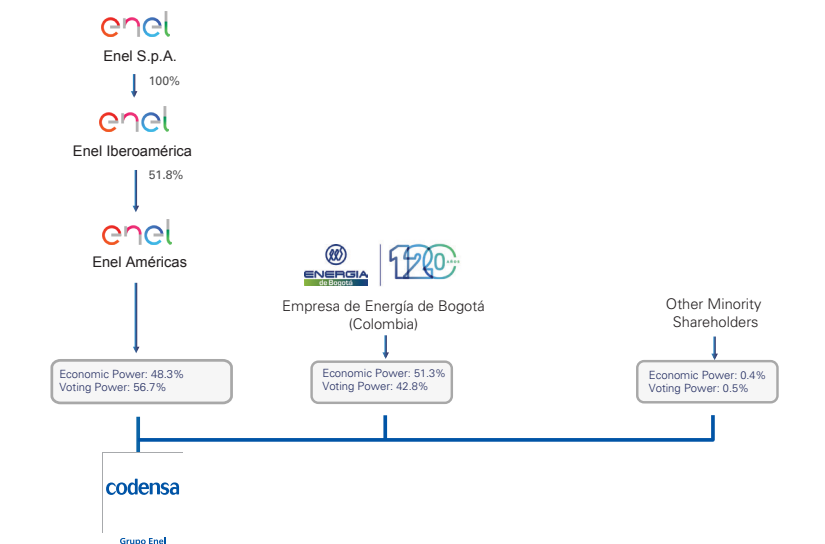 enel
Enel S.p.A.
100%
enel
Enel Iberoamérica
51.8%
enel
Enel Américas
ENERGIA
de Bogotá
120
Empresa de Energía de Bogotá
(Colombia)
Other Minority
Shareholders
Economic Power: 48.3%
Voting Power: 56.7%
Economic Power: 51.3%
Voting Power: 42.8%
Economic Power: 0.4%
Voting Power: 0.5%
codensa
Grupo Enel